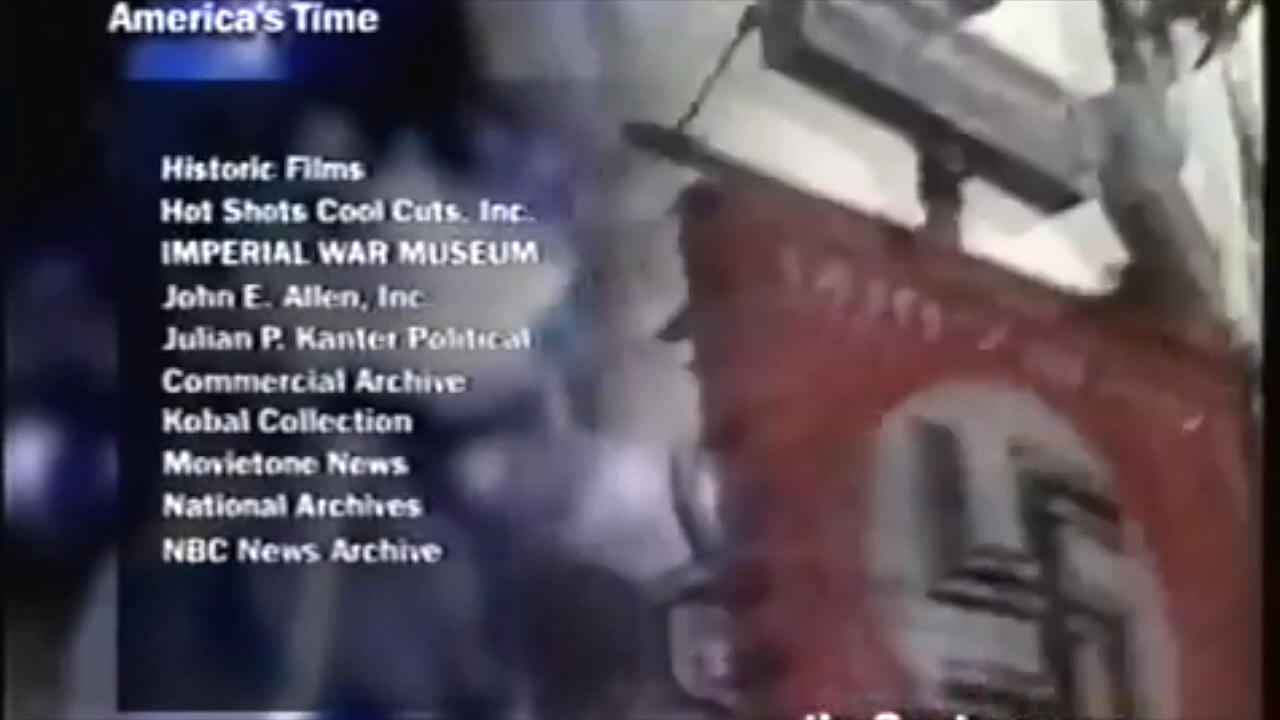 America's Time
Historic Films
Hot Shots Cool Cuts, Inc.
IMPERIAL WAR MUSEUM
John E. Allen, Inc.
Julian P. Kanter Political
Commercial Archive
Kobal Collection
Movietone News
National Archives
NBC News Archive